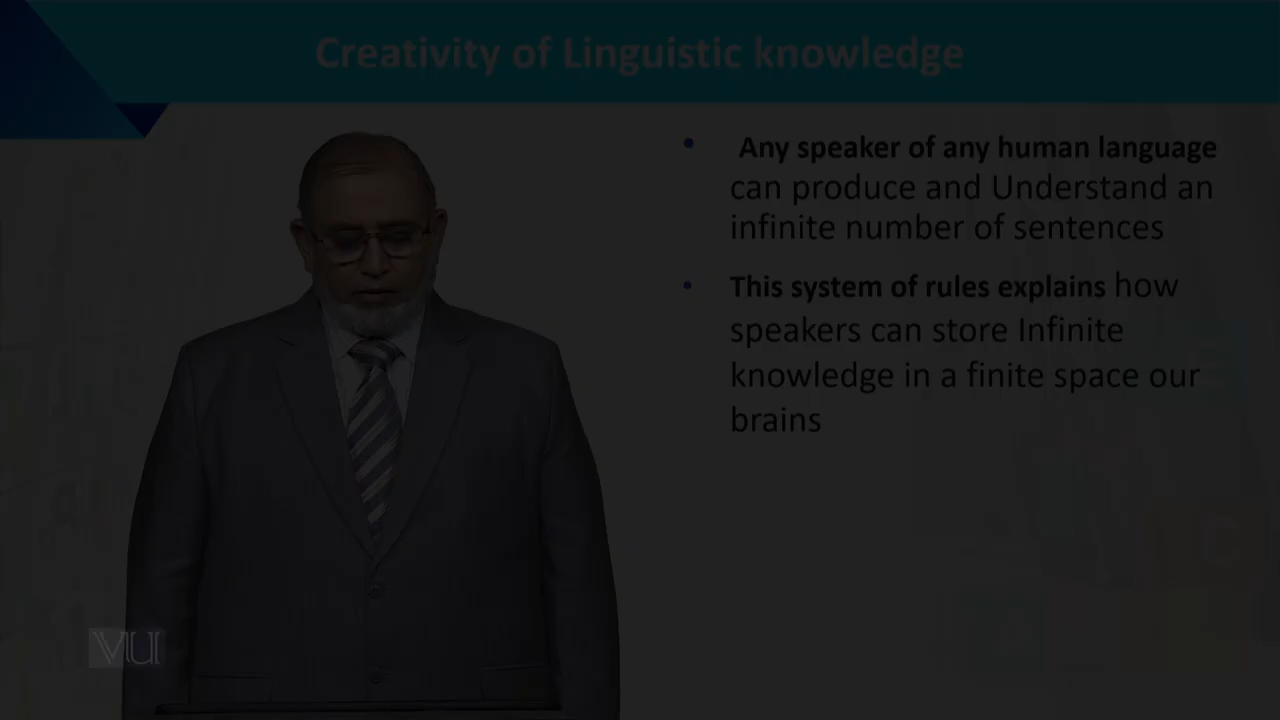 Creativity of Linguistic knowledge
• Any speaker of any human language
can produce and Understand an
infinite number of sentences
• This system of rules explains how
speakers can store Infinite
knowledge in a finite space our
brains
VU